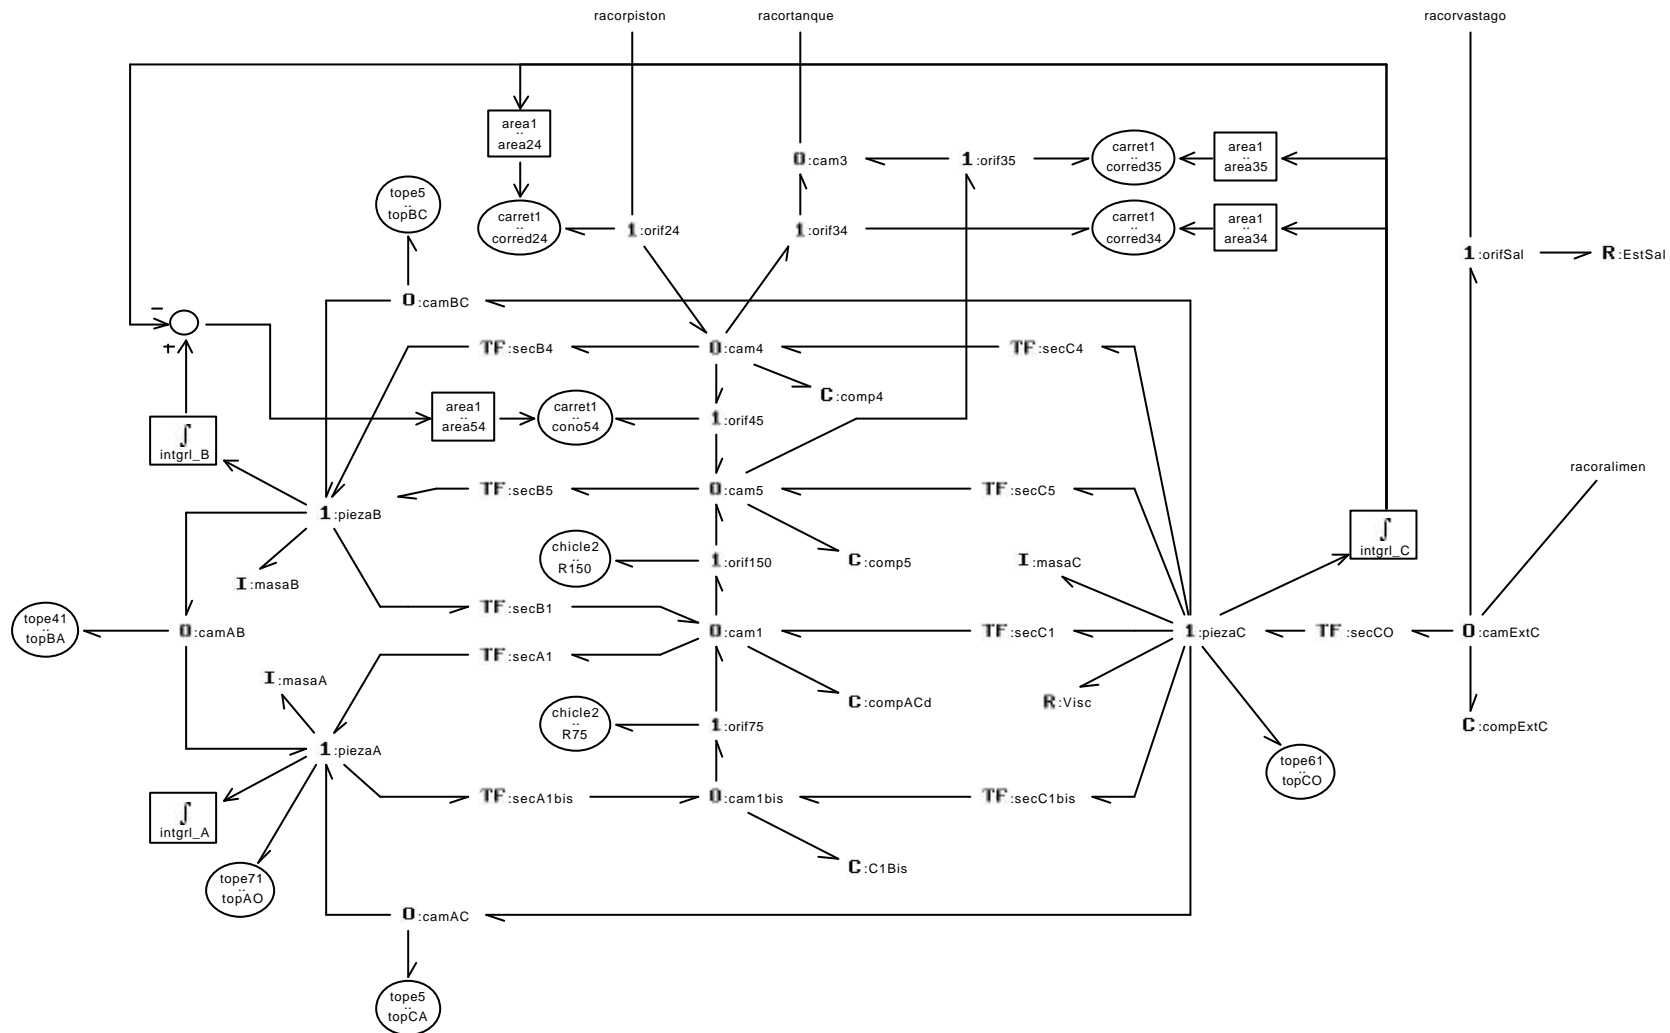 racorpiston
racortanque
racorvastago
area1
..
area24
0:cam3
1:orif35
carret1
..
corred35
area1
..
area35
tope5
..
topBC
carret1
..
corred24
1:orif24
1:orif34
carret1
..
corred34
area1
..
area34
1:orifSal
R:EstSal
0:camBC
−
+
TF:secB4
0:cam4
TF:secC4
C:comp4
area1
..
area54
carret1
..
cono54
1:orif45
∫
intgrl_B
racoralimen
TF:secB5
0:cam5
TF:secC5
1:piezaB
∫
intgrl_C
chicle2
..
R150
1:orif150
C:comp5
I:masaC
I:masaB
TF:secB1
tope41
..
topBA
0:camAB
0:cam1
TF:secC1
1:piezaC
TF:secCO
0:camExtC
TF:secA1
I:masaA
C:compACd
R:Visc
chicle2
..
R75
1:orif75
C:compExtC
1:piezaA
tope61
..
topCO
TF:secA1bis
0:cam1bis
TF:secC1bis
∫
intgrl_A
C:C1Bis
tope71
..
topAO
0:camAC
tope5
..
topCA